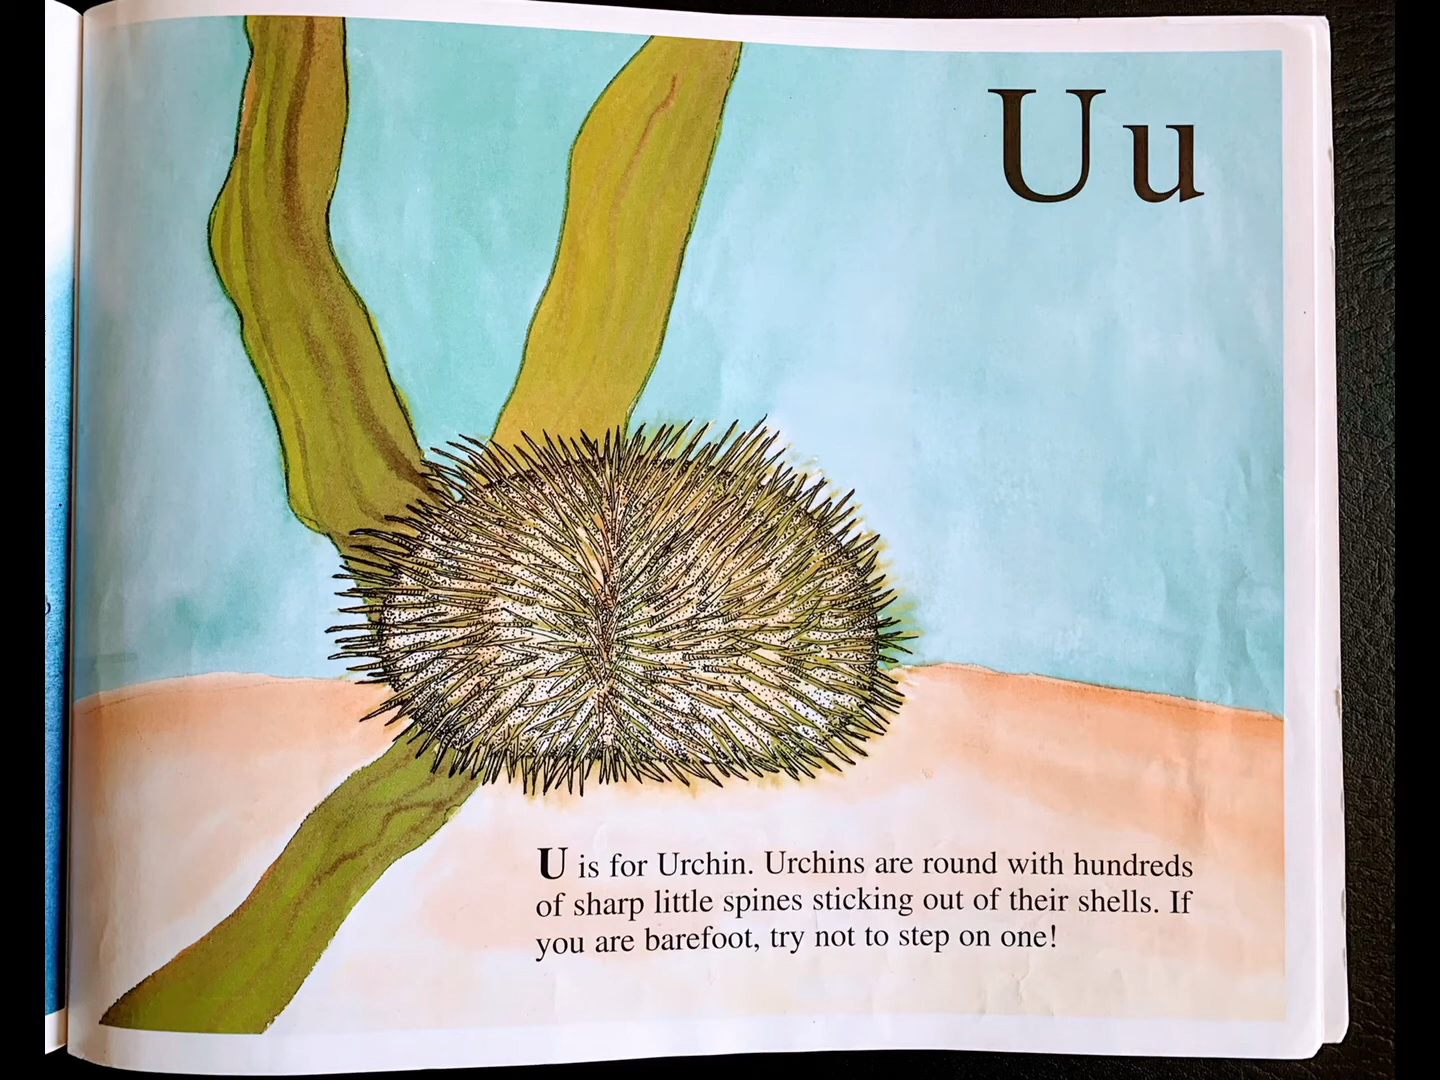 Uu
U is for Urchin. Urchins are round with hundreds
of sharp little spines sticking out of their shells. If
you are barefoot, try not to step on one!